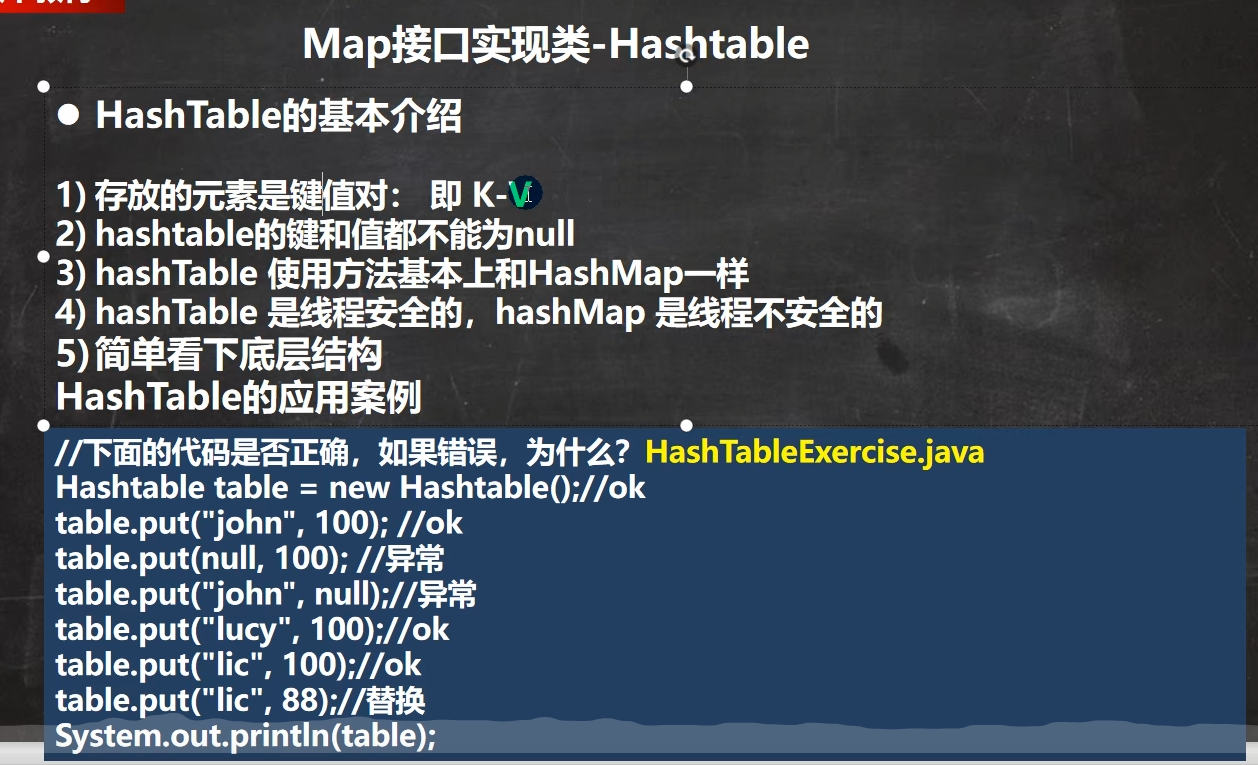 Map接口实现类-Hashtable
● HashTable的基本介绍
1) 存放的元素是键值对： 即 K-V
2) hashtable的键和值都不能为null
3) hashTable 使用方法基本上和HashMap一样
4) hashTable 是线程安全的，hashMap 是线程不安全的
5) 简单看下底层结构
HashTable的应用案例
//下面的代码是否正确，如果错误，为什么？HashTableExercise.java
Hashtable table = new Hashtable();//ok
table.put("john", 100); //ok
table.put(null, 100); //异常
table.put("john", null);//异常
table.put("lucy", 100);//ok
table.put("lic", 100);//ok
table.put("lic", 88);//替换
System.out.println(table);